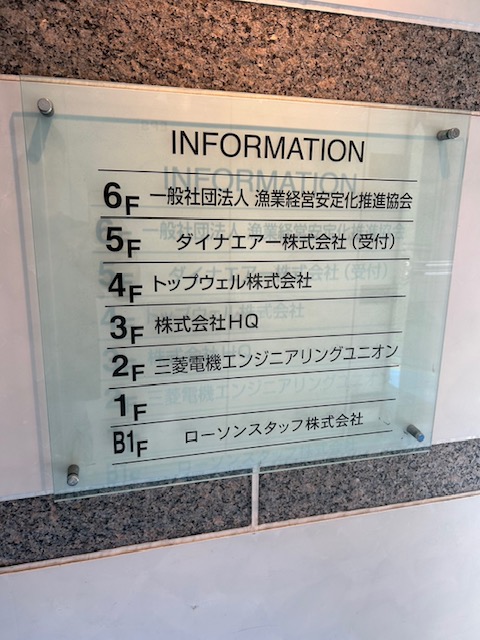 INFORMATION
6F 一般社団法人 漁業経営安定化推進協会
5F ダイナエアー株式会社(受付)
4F トップウェル株式会社
3F 株式会社HQ
2F 三菱電機エンジニアリングユニオン
1F
B1F ローソンスタッフ株式会社